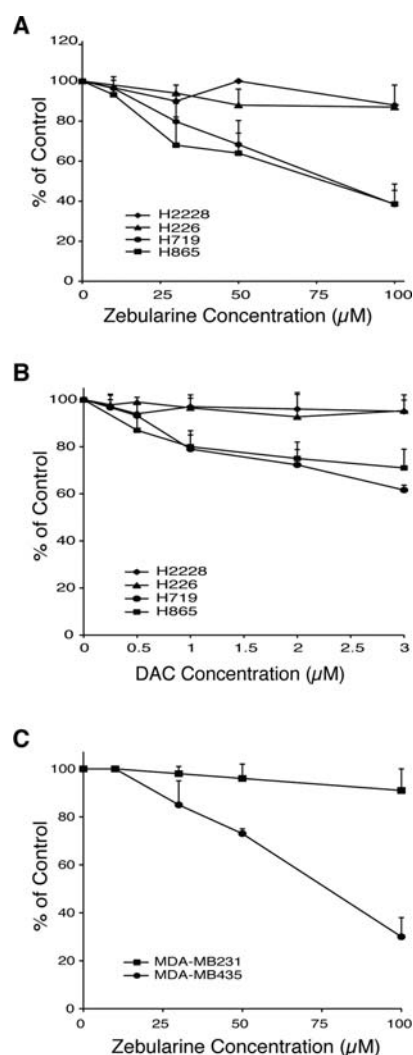 A
120
100
80
60
40
20
0
% of Control
H2228
H226
H719
H865
0 25 50 75 100
Zebularine Concentration (µM)
B
100
80
60
40
20
0
% of Control
H2228
H226
H719
H865
0 0.5 1 1.5 2 2.5 3
DAC Concentration (µM)
C
100
80
60
40
20
0
% of Control
MDA-MB231
MDA-MB435
0 25 50 75 100
Zebularine Concentration (µM)